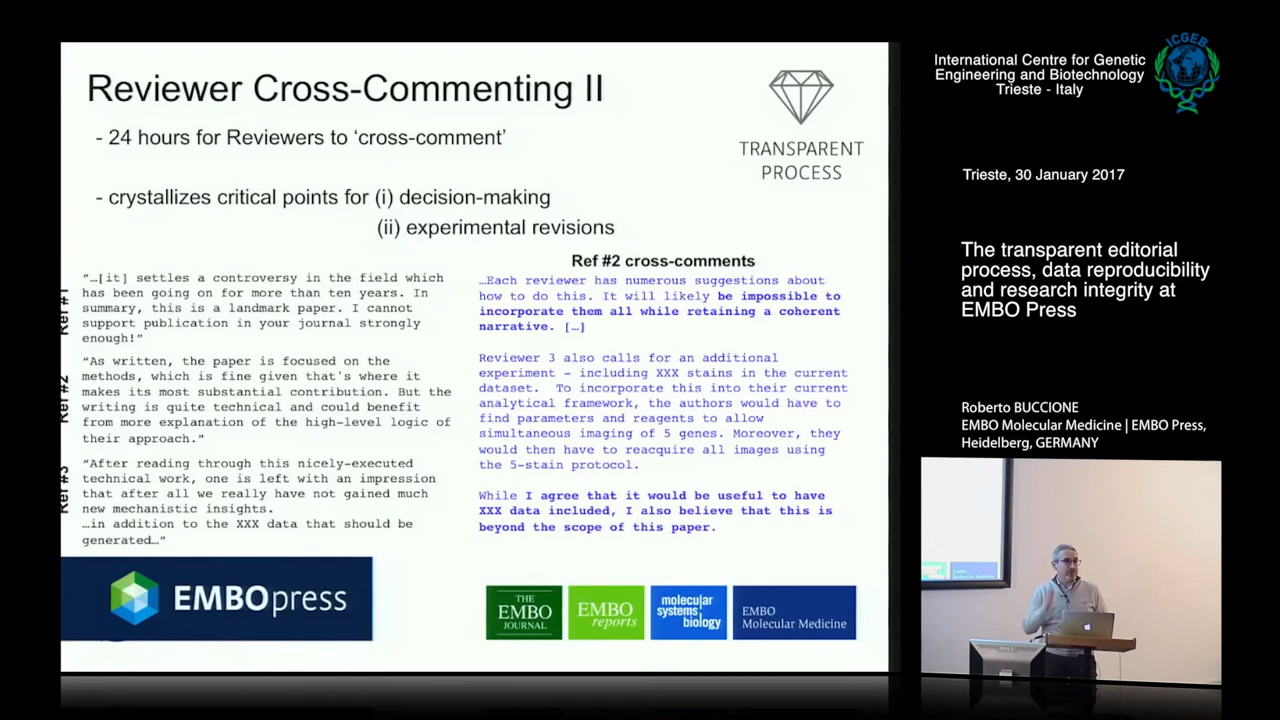 Reviewer Cross-Commenting II
- 24 hours for Reviewers to ‘cross-comment’
- crystallizes critical points for (i) decision-making
(ii) experimental revisions
TRANSPARENT
PROCESS
Ref #1
“…[it] settles a controversy in the field which
has been going on for more than ten years. In
summary, this is a landmark paper. I cannot
support publication in your journal strongly
enough!”
Ref #2
“As written, the paper is focused on the
methods, which is fine given that's where it
makes its most substantial contribution. But the
writing is quite technical and could benefit
from more explanation of the high-level logic of
their approach.”
Ref #3
“After reading through this nicely-executed
technical work, one is left with an impression
that after all we really have not gained much
new mechanistic insights.
…in addition to the XXX data that should be
generated…”
Ref #2 cross-comments
…Each reviewer has numerous suggestions about
how to do this. It will likely be impossible to
incorporate them all while retaining a coherent
narrative. […]
Reviewer 3 also calls for an additional
experiment – including XXX stains in the current
dataset. To incorporate this into their current
analytical framework, the authors would have to
find parameters and reagents to allow
simultaneous imaging of 5 genes. Moreover, they
would then have to reacquire all images using
the 5-stain protocol.
While I agree that it would be useful to have
XXX data included, I also believe that this is
beyond the scope of this paper.
EMBOpress
THE
EMBO
JOURNAL
EMBO
reports
molecular
systems
biology
EMBO
Molecular Medicine
International Centre for Genetic
Engineering and Biotechnology
Trieste - Italy
ICGEB
Trieste, 30 January 2017
The transparent editorial
process, data reproducibility
and research integrity at
EMBO Press
Roberto BUCCIONE
EMBO Molecular Medicine | EMBO Press,
Heidelberg, GERMANY